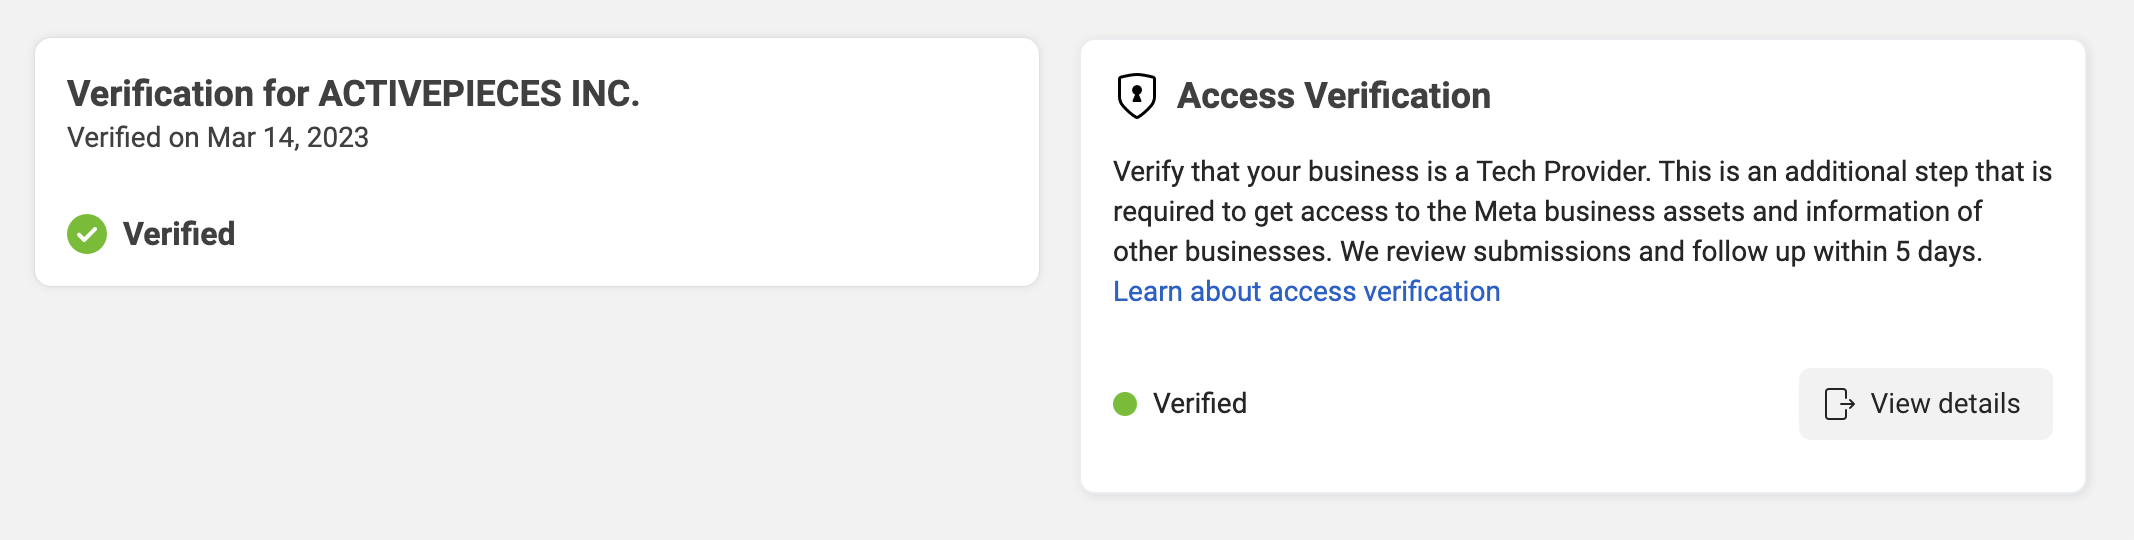 Verification for ACTIVEPIECES INC.
Verified on Mar 14, 2023
Verified
Access Verification
Verify that your business is a Tech Provider. This is an additional step that is
required to get access to the Meta business assets and information of
other businesses. We review submissions and follow up within 5 days.
Learn about access verification
Verified
View details